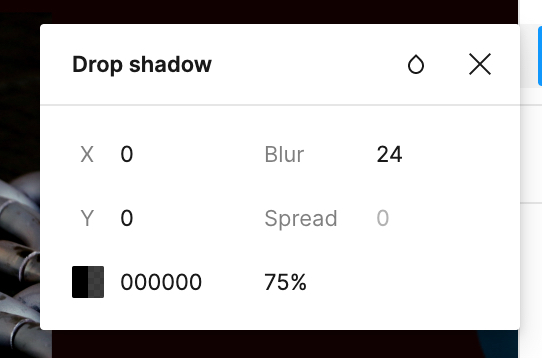 Drop shadow
X 0 Blur 24
Y 0 Spread 0
000000 75%